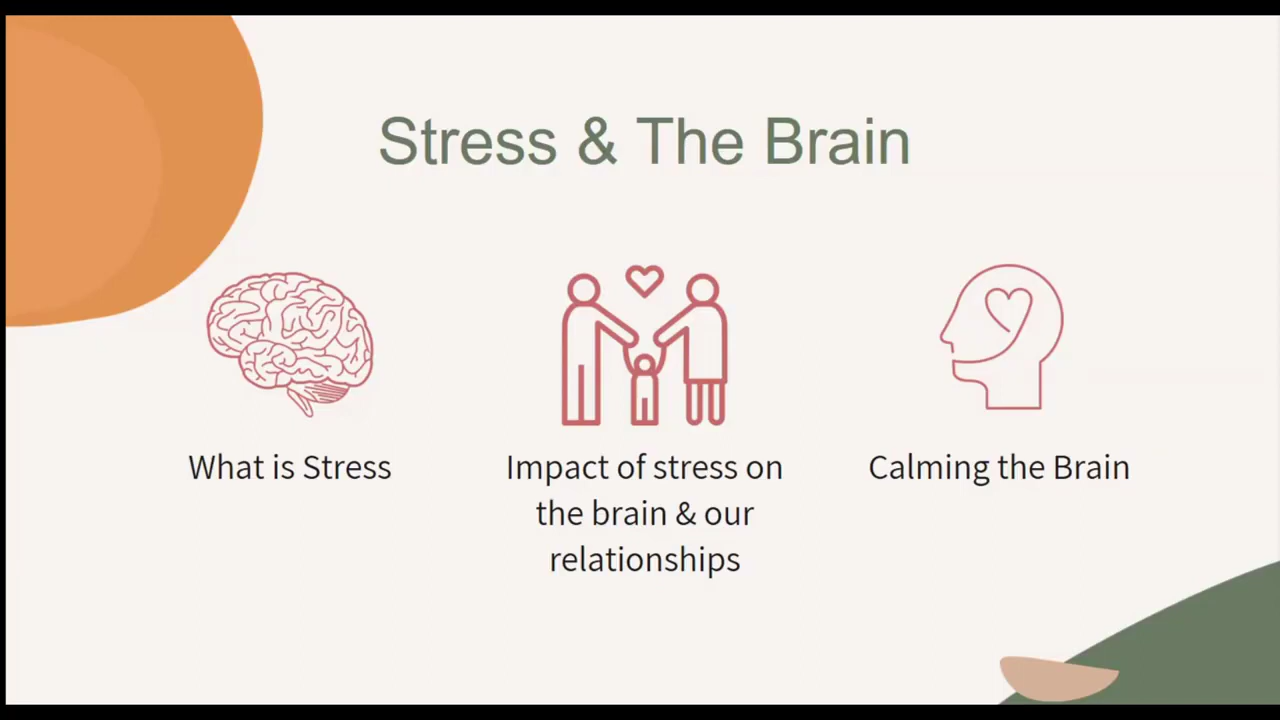 Stress & The Brain
What is Stress
Impact of stress on
the brain & our
relationships
Calming the Brain